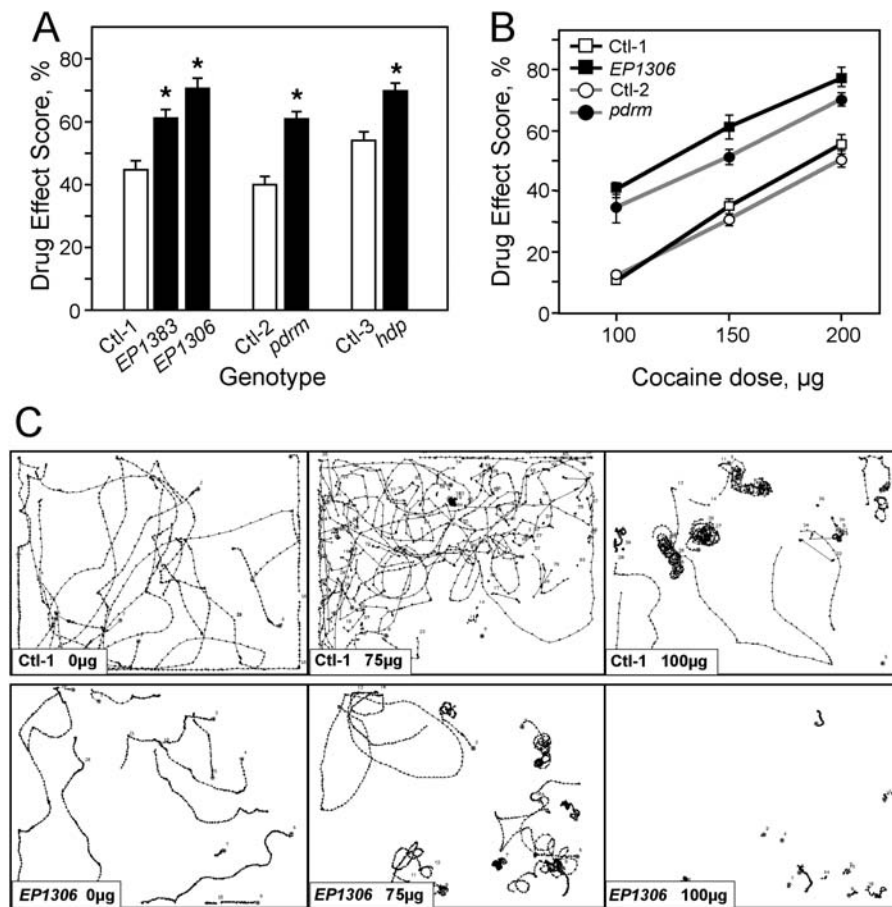 A
Drug Effect Score, %
80
60
40
20
0
*
*
*
*
Ctl-1
EP1383
EP1306
Ctl-2
pdrm
Ctl-3
hdp
Genotype
B
Drug Effect Score, %
80
60
40
20
0
Ctl-1
EP1306
Ctl-2
pdrm
100
150
200
Cocaine dose, µg
C
Ctl-1 0µg
Ctl-1 75µg
Ctl-1 100µg
EP1306 0µg
EP1306 75µg
EP1306 100µg